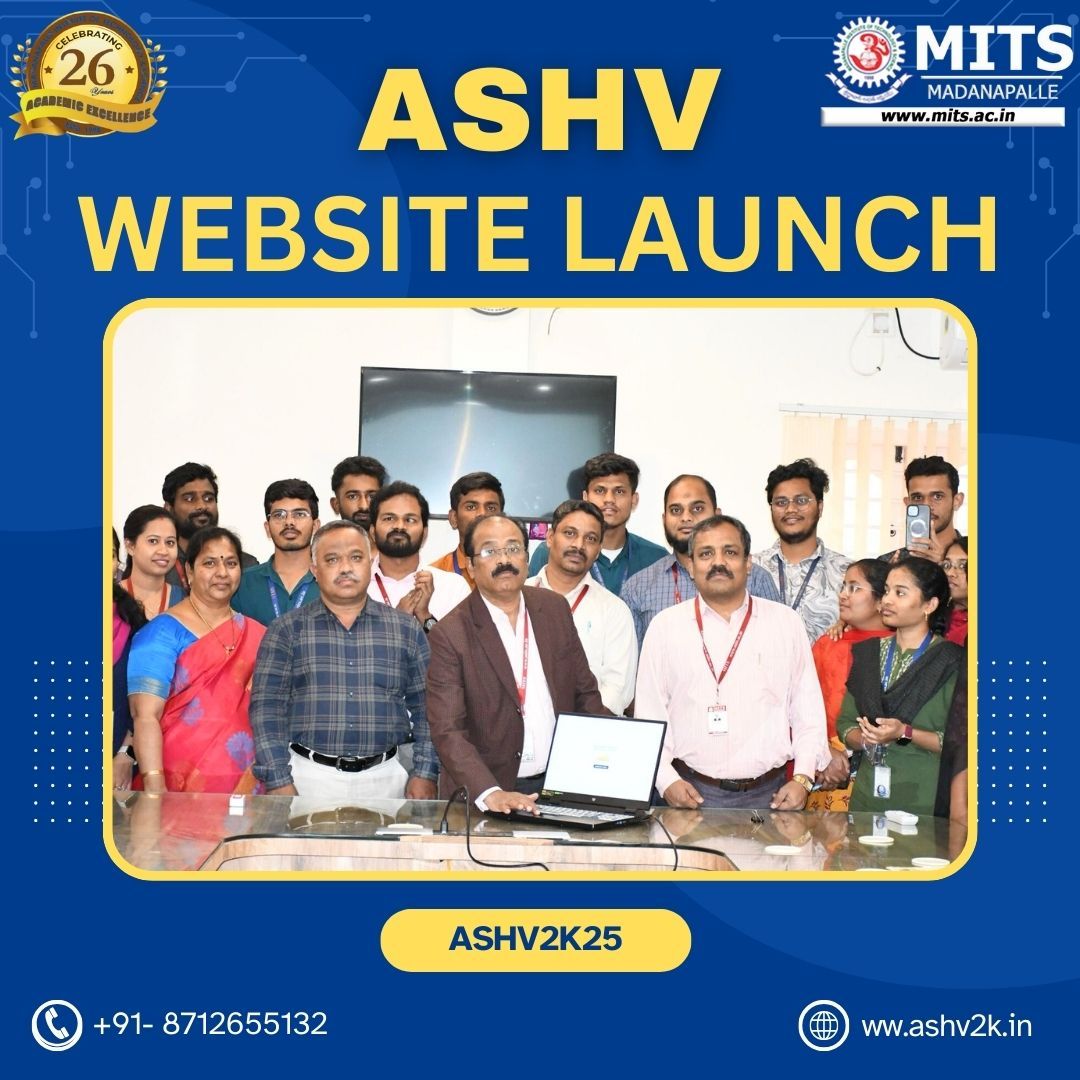 CELEBRATING
26
Years
ACADEMIC EXCELLENCE
MITS
MADANAPALLE
www.mits.ac.in
ASHV
WEBSITE LAUNCH
ASHV2K25
+91- 8712655132
ww.ashv2k.in